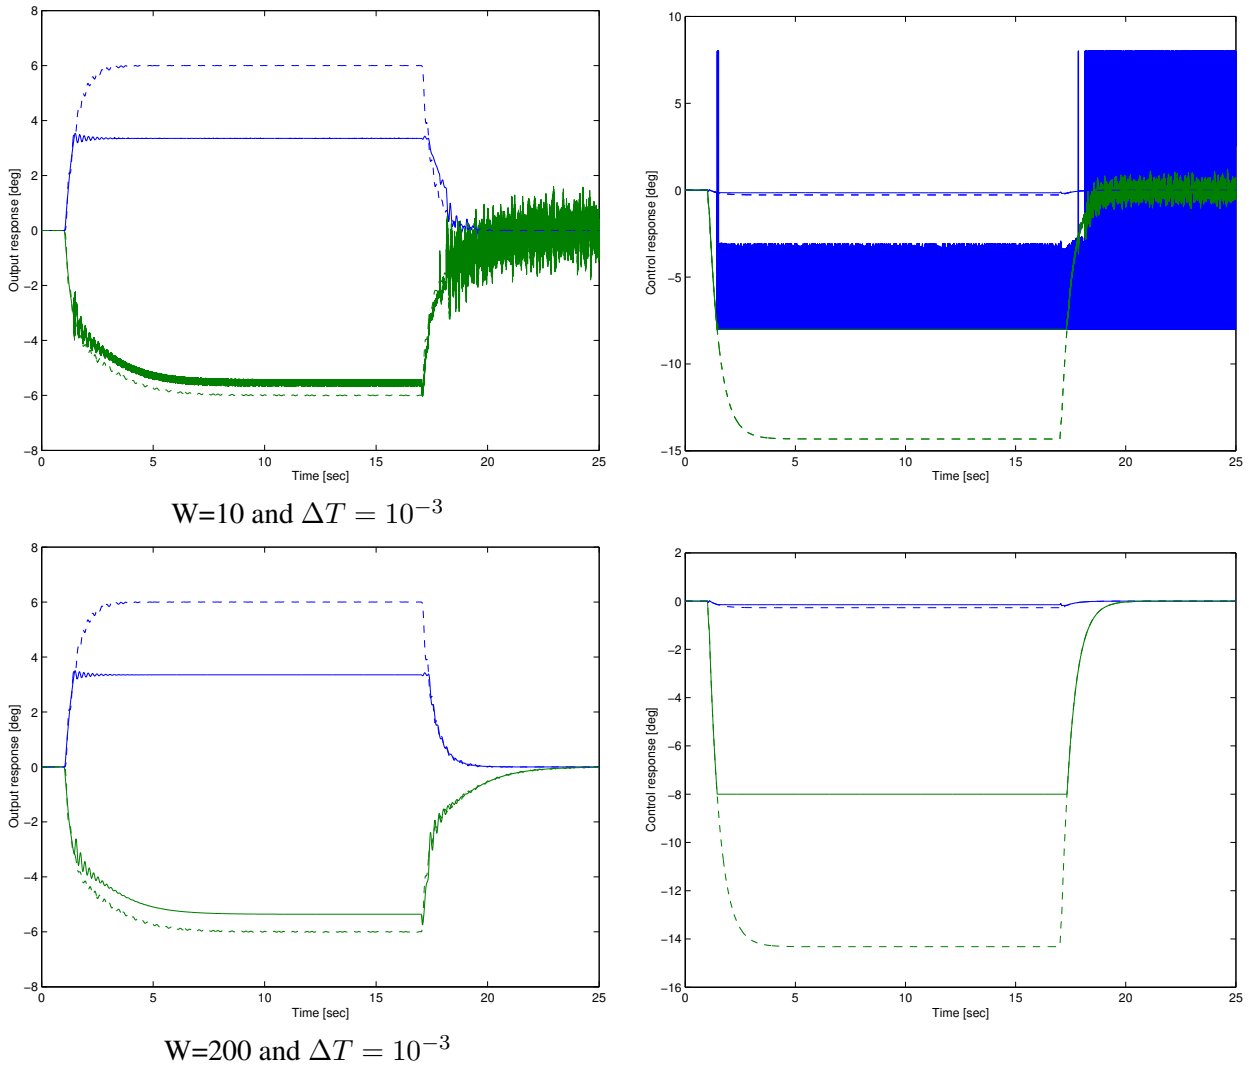 8
6
4
2
0
−2
−4
−6
−8
0 5 10 15 20 25
Output response [deg]
Time [sec]
10
5
0
−5
−10
−15
0 5 10 15 20 25
Control response [deg]
Time [sec]
W=10 and ΔT = 10⁻³
8
6
4
2
0
−2
−4
−6
−8
0 5 10 15 20 25
Output response [deg]
Time [sec]
2
0
−2
−4
−6
−8
−10
−12
−14
−16
0 5 10 15 20 25
Control response [deg]
Time [sec]
W=200 and ΔT = 10⁻³